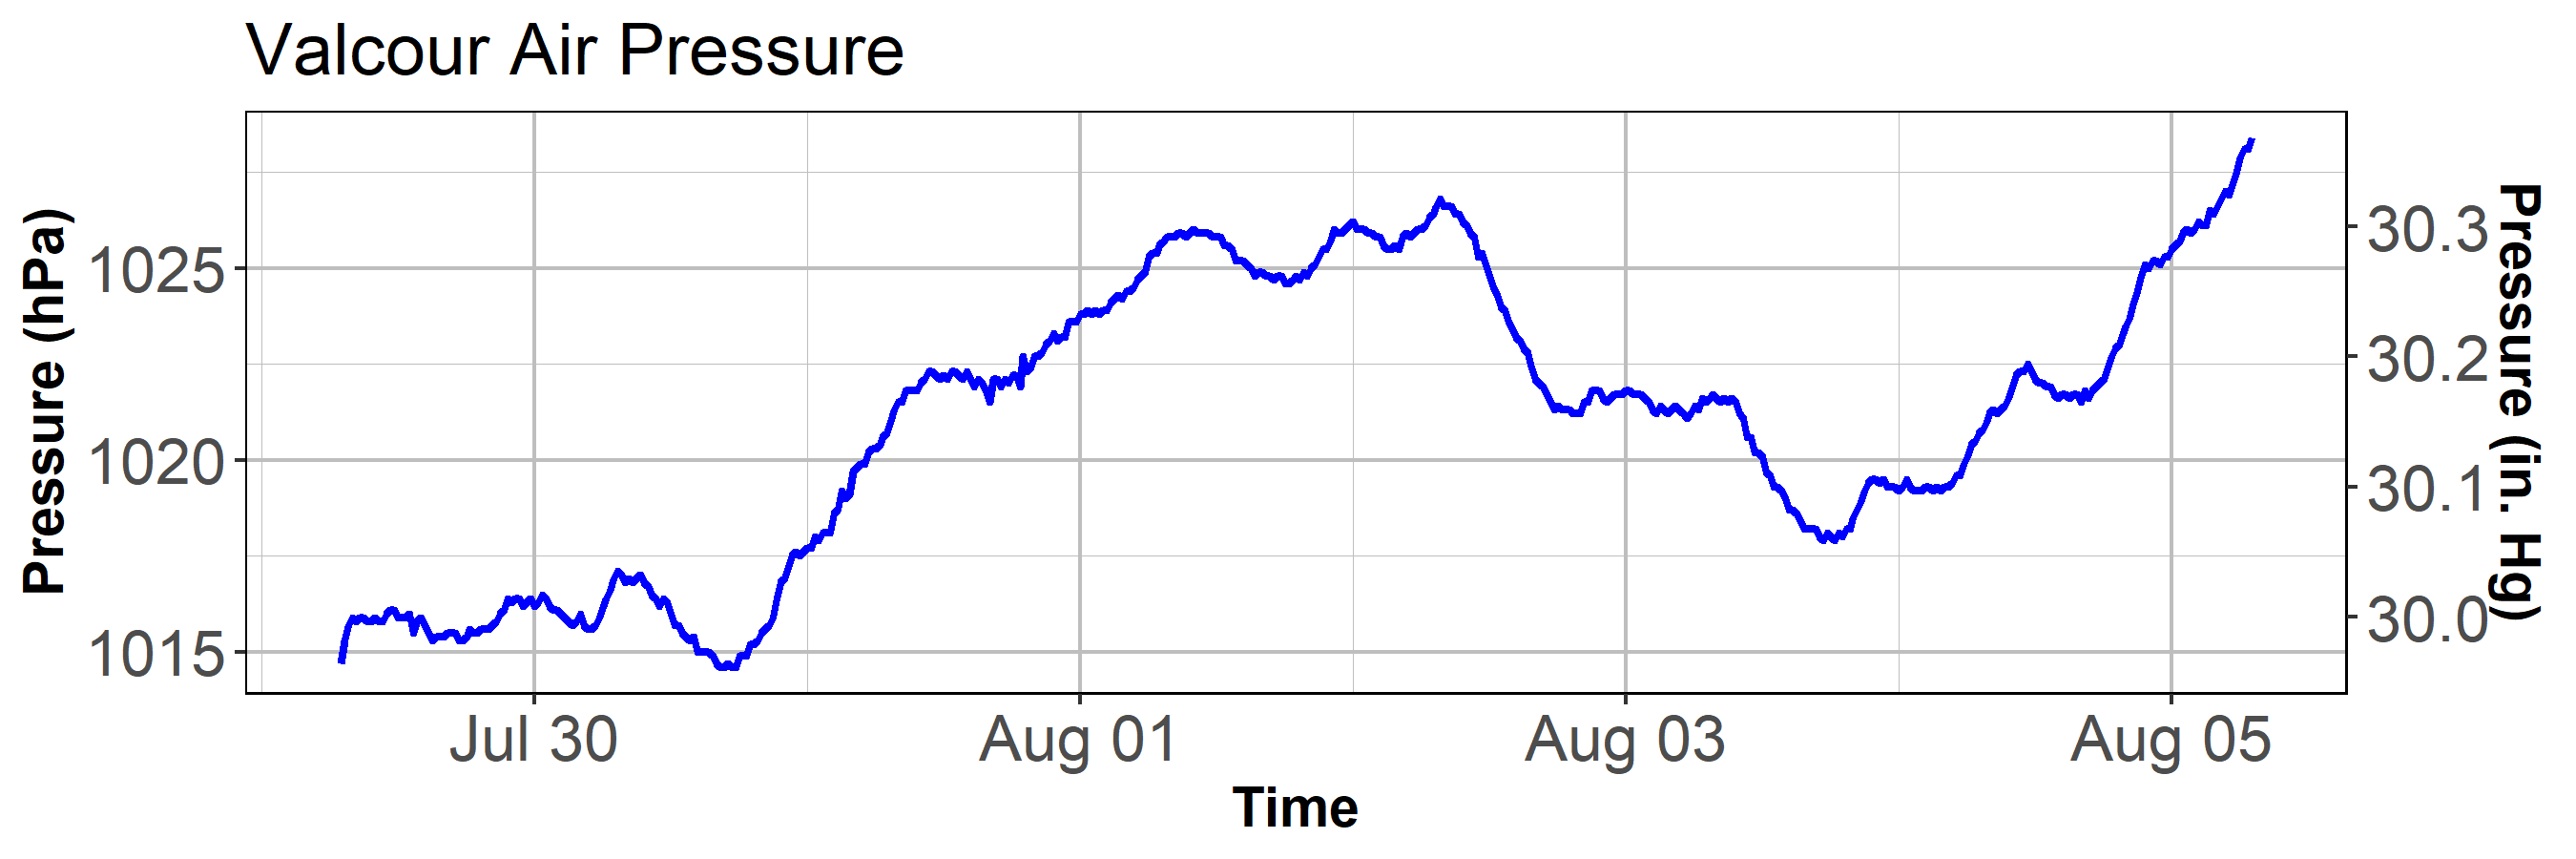 Valcour Air Pressure
Pressure (hPa)
1025
1020
1015
30.3
30.2
30.1
30.0
Pressure (in. Hg)
Jul 30
Aug 01
Aug 03
Aug 05
Time